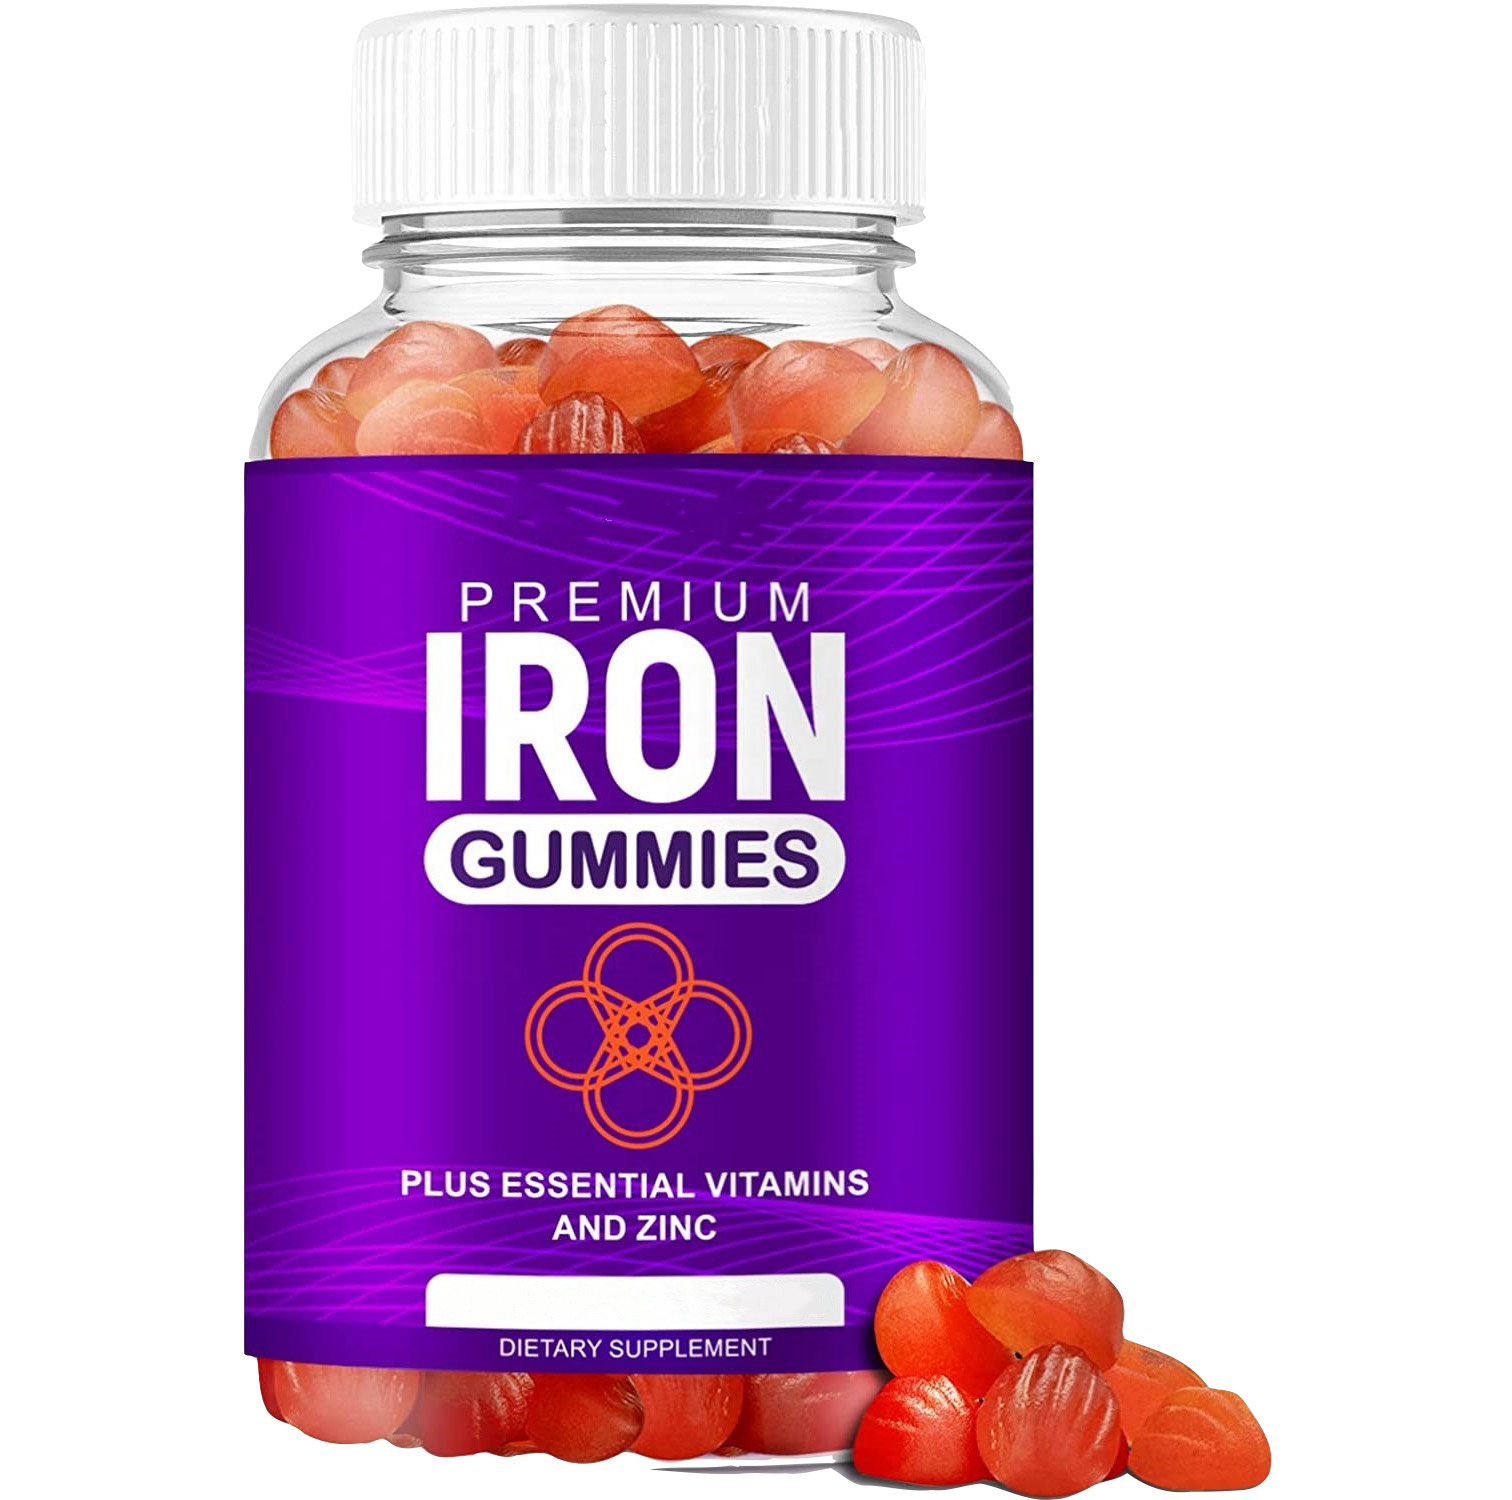 PREMIUM
IRON
GUMMIES
PLUS ESSENTIAL VITAMINS
AND ZINC
DIETARY SUPPLEMENT